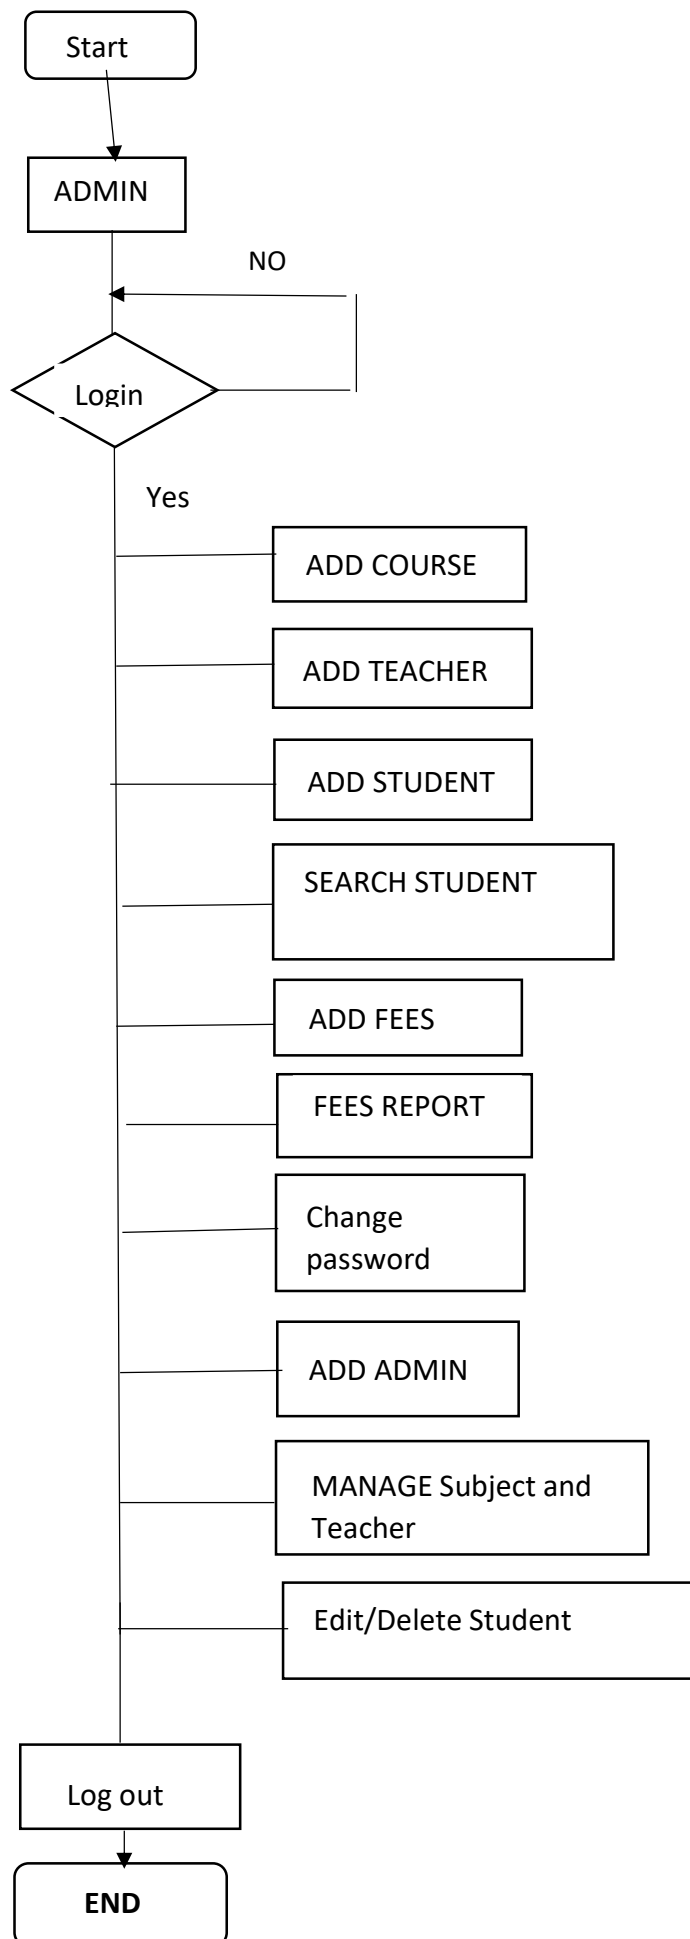 Start
ADMIN
NO
Login
Yes
ADD COURSE
ADD TEACHER
ADD STUDENT
SEARCH STUDENT
ADD FEES
FEES REPORT
Change
password
ADD ADMIN
MANAGE Subject and
Teacher
Edit/Delete Student
Log out
END